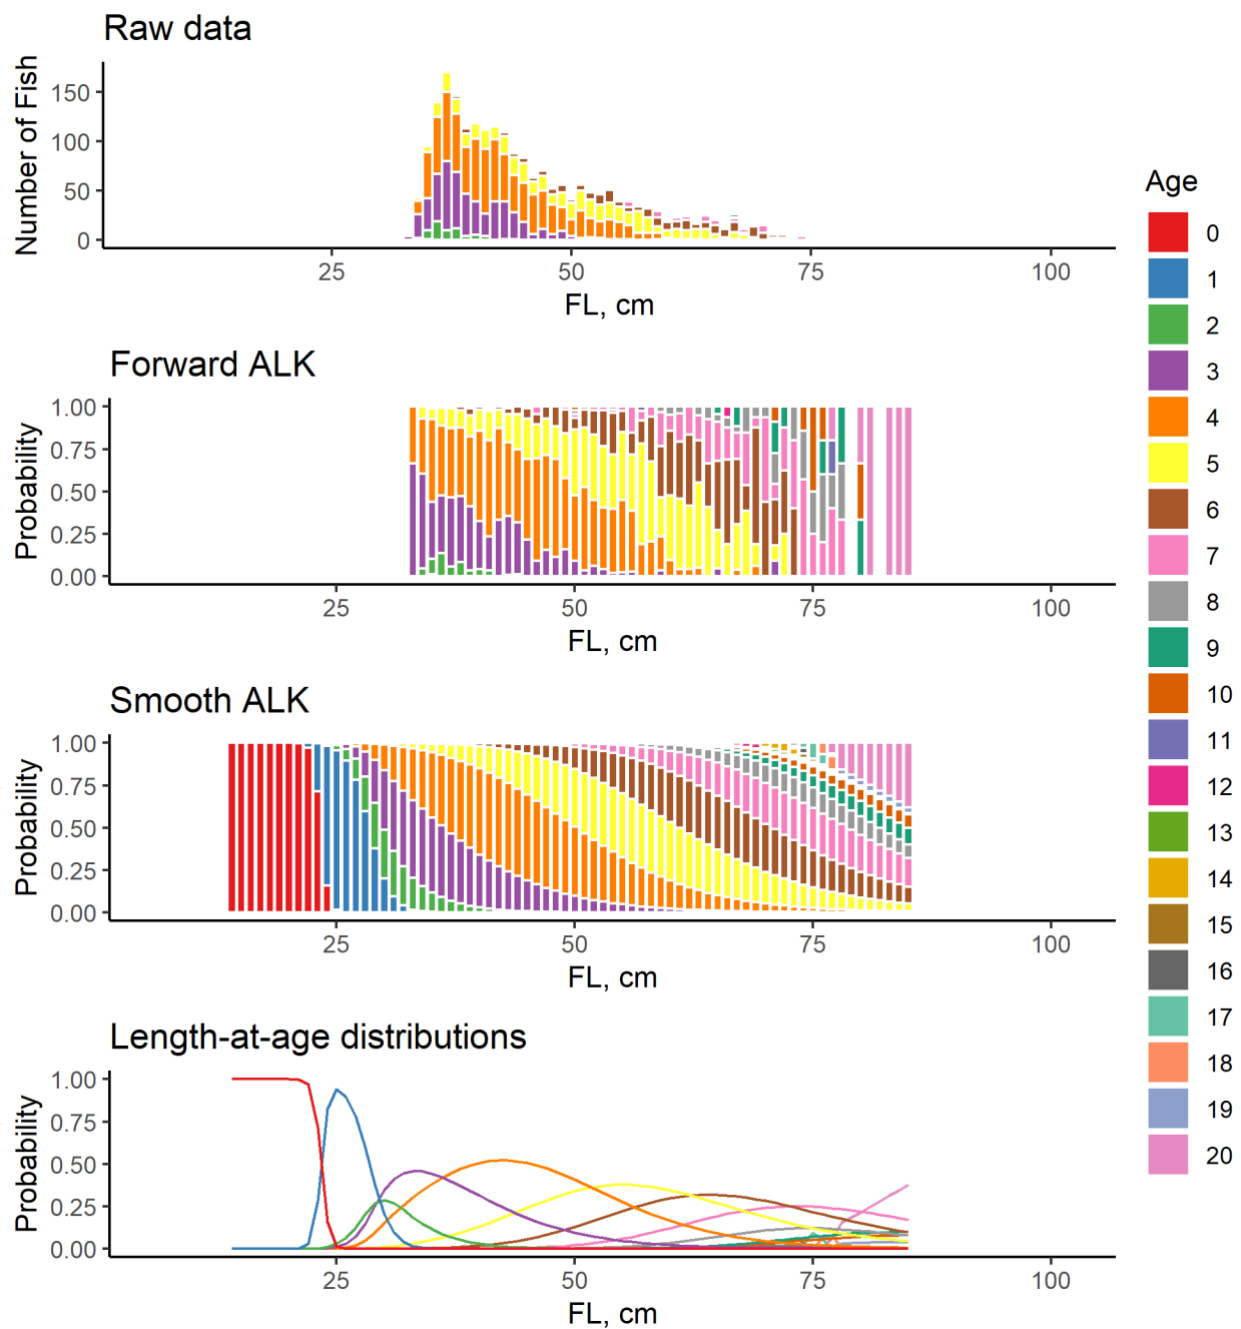 Raw data
Number of Fish
150
100
50
0
25 50 75 100
FL, cm
Forward ALK
Probability
1.00
0.75
0.50
0.25
0.00
25 50 75 100
FL, cm
Smooth ALK
Probability
1.00
0.75
0.50
0.25
0.00
25 50 75 100
FL, cm
Length-at-age distributions
Probability
1.00
0.75
0.50
0.25
0.00
25 50 75 100
FL, cm
Age
0
1
2
3
4
5
6
7
8
9
10
11
12
13
14
15
16
17
18
19
20